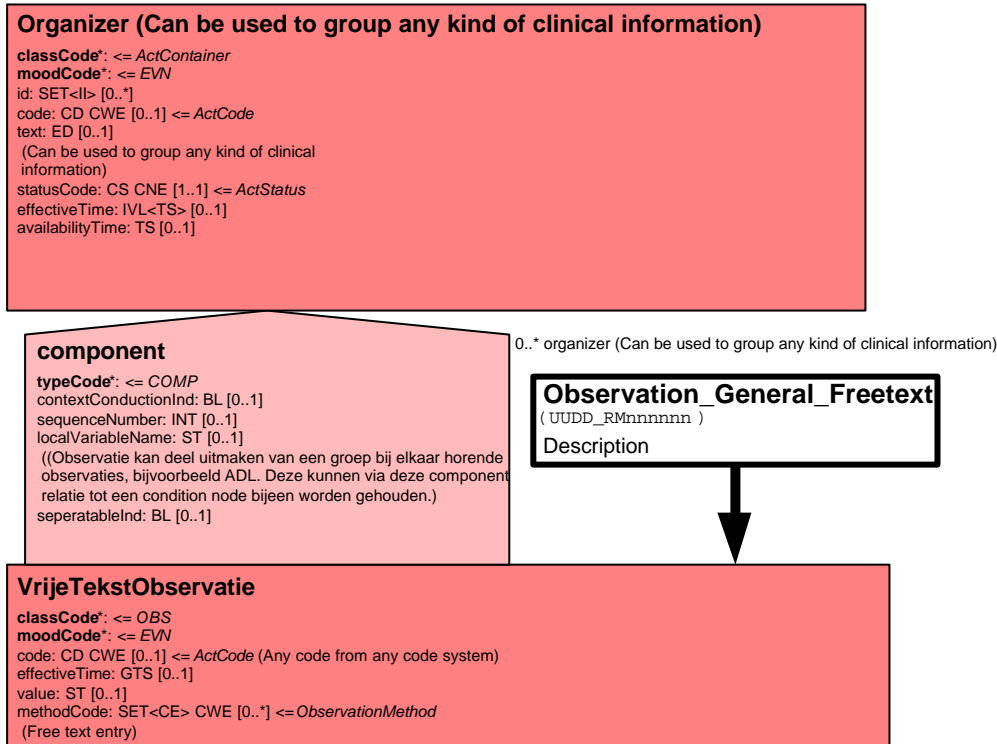 Organizer (Can be used to group any kind of clinical information)
classCode*: <= ActContainer
moodCode*: <= EVN
id: SET<II> [0..*]
code: CD CWE [0..1] <= ActCode
text: ED [0..1]
(Can be used to group any kind of clinical
information)
statusCode: CS CNE [1..1] <= ActStatus
effectiveTime: IVL<TS> [0..1]
availabilityTime: TS [0..1]
component
typeCode*: <= COMP
contextConductionInd: BL [0..1]
sequenceNumber: INT [0..1]
localVariableName: ST [0..1]
((Observatie kan deel uitmaken van een groep bij elkaar horende
observaties, bijvoorbeeld ADL. Deze kunnen via deze component
relatie tot een condition node bijeen worden gehouden.)
seperatableInd: BL [0..1]
0..* organizer (Can be used to group any kind of clinical information)
Observation_General_Freetext
(UUDD_RMnnnnnn )
Description
VrijeTekstObservatie
classCode*: <= OBS
moodCode*: <= EVN
code: CD CWE [0..1] <= ActCode (Any code from any code system)
effectiveTime: GTS [0..1]
value: ST [0..1]
methodCode: SET<CE> CWE [0..*] <= ObservationMethod
(Free text entry)